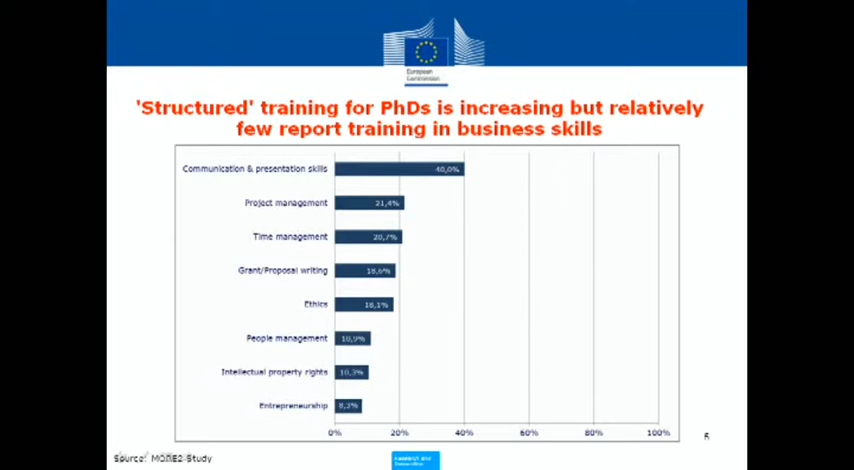 European
Commission
'Structured' training for PhDs is increasing but relatively
few report training in business skills
Communication & presentation skills 40,0%
Project management 21,4%
Time management 20,7%
Grant/Proposal writing 18,6%
Ethics 18,1%
People management 10,9%
Intellectual property rights 10,3%
Entrepreneurship 8,3%
0% 20% 40% 60% 80% 100%
Source: MORE2 Study
Research and
Innovation